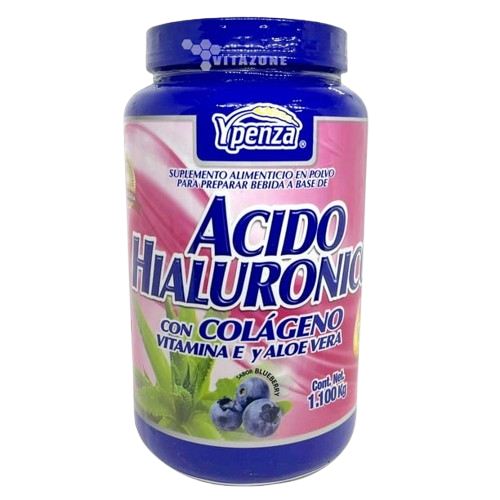 VITAZONE
Ypenza®
SUPLEMENTO ALIMENTICIO EN POLVO
PARA PREPARAR BEBIDA A BASE DE
ACIDO
HIALURONIC
CON COLÁGENO
VITAMINA E y ALOE VERA
SABOR BLUEBERRY
Cont. Net.
1.100 Kg